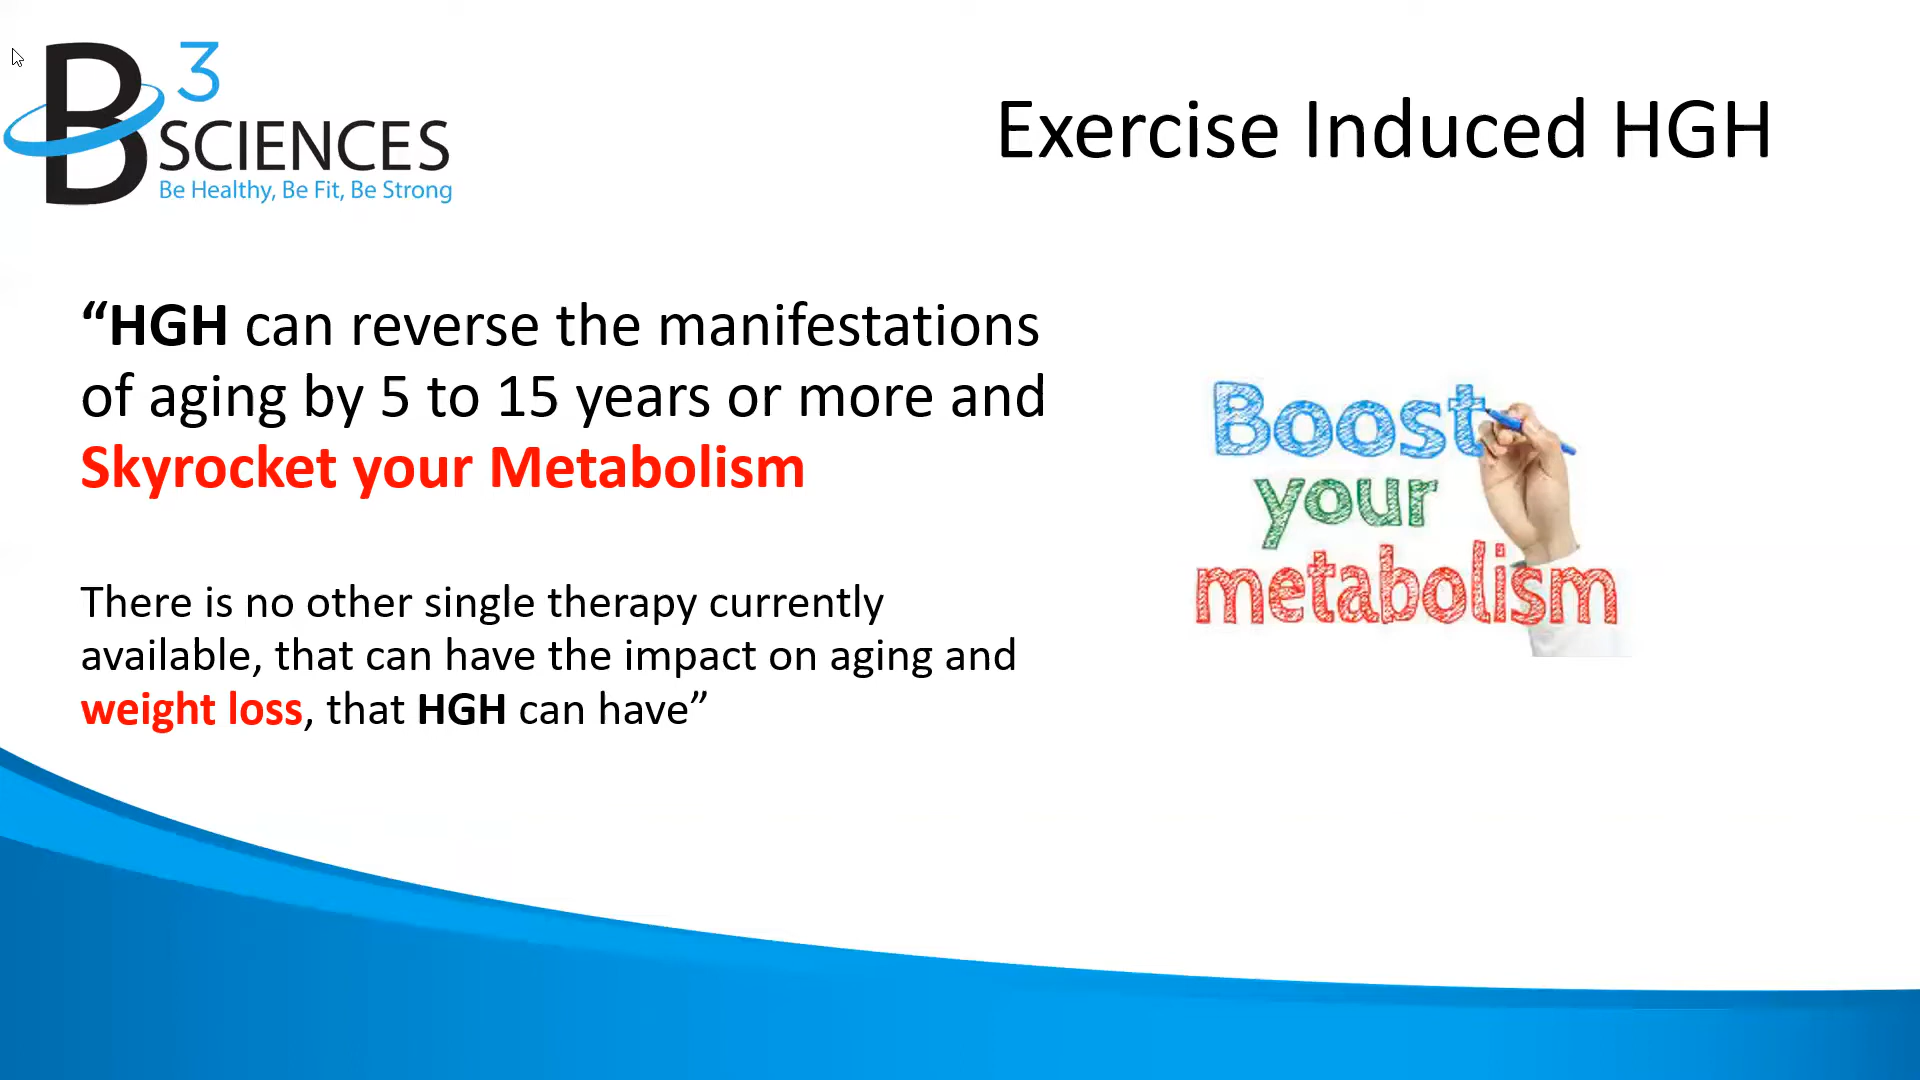 B 3
SCIENCES
Be Healthy, Be Fit, Be Strong
Exercise Induced HGH
“HGH can reverse the manifestations
of aging by 5 to 15 years or more and
Skyrocket your Metabolism
There is no other single therapy currently
available, that can have the impact on aging and
weight loss, that HGH can have”
Boost
your
metabolism